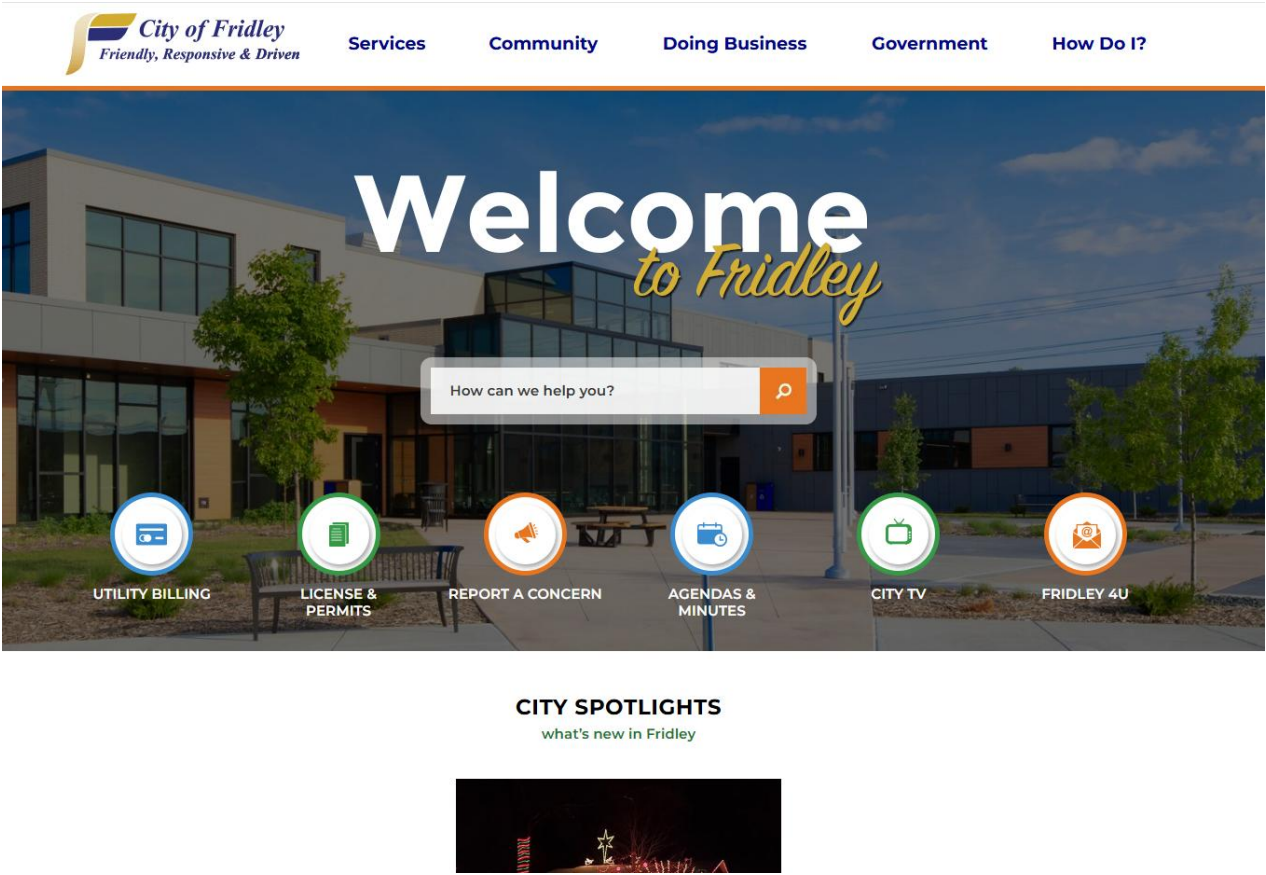 City of Fridley
Friendly, Responsive & Driven
Services
Community
Doing Business
Government
How Do I?
Welcome
to Fridley
How can we help you?
UTILITY BILLING
LICENSE &
PERMITS
REPORT A CONCERN
AGENDAS &
MINUTES
CITY TV
FRIDLEY 4U
CITY SPOTLIGHTS
what's new in Fridley